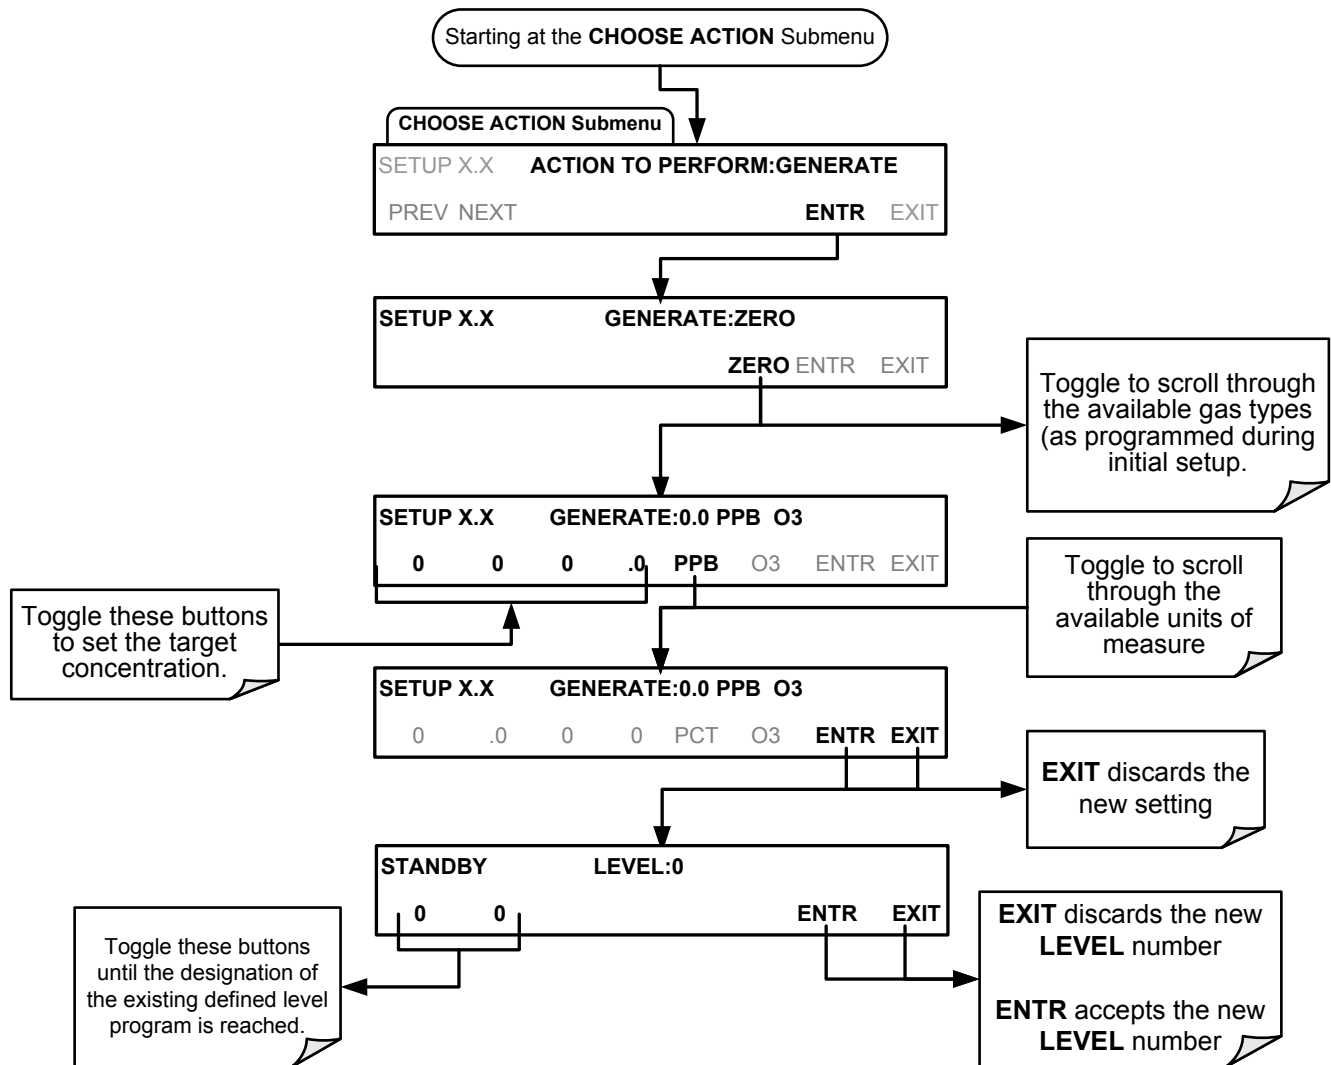 Starting at the CHOOSE ACTION Submenu
CHOOSE ACTION Submenu
SETUP X.X ACTION TO PERFORM:GENERATE
PREV NEXT ENTR EXIT
SETUP X.X GENERATE:ZERO
ZERO ENTR EXIT
Toggle to scroll through
the available gas types
(as programmed during
initial setup.
SETUP X.X GENERATE:0.0 PPB O3
0 0 0 .0 PPB O3 ENTR EXIT
Toggle to scroll
through the
available units of
measure
Toggle these buttons
to set the target
concentration.
SETUP X.X GENERATE:0.0 PPB O3
0 .0 0 0 PCT O3 ENTR EXIT
EXIT discards the
new setting
STANDBY LEVEL:0
0 0 ENTR EXIT
Toggle these buttons
until the designation of
the existing defined level
program is reached.
EXIT discards the new
LEVEL number
ENTR accepts the new
LEVEL number